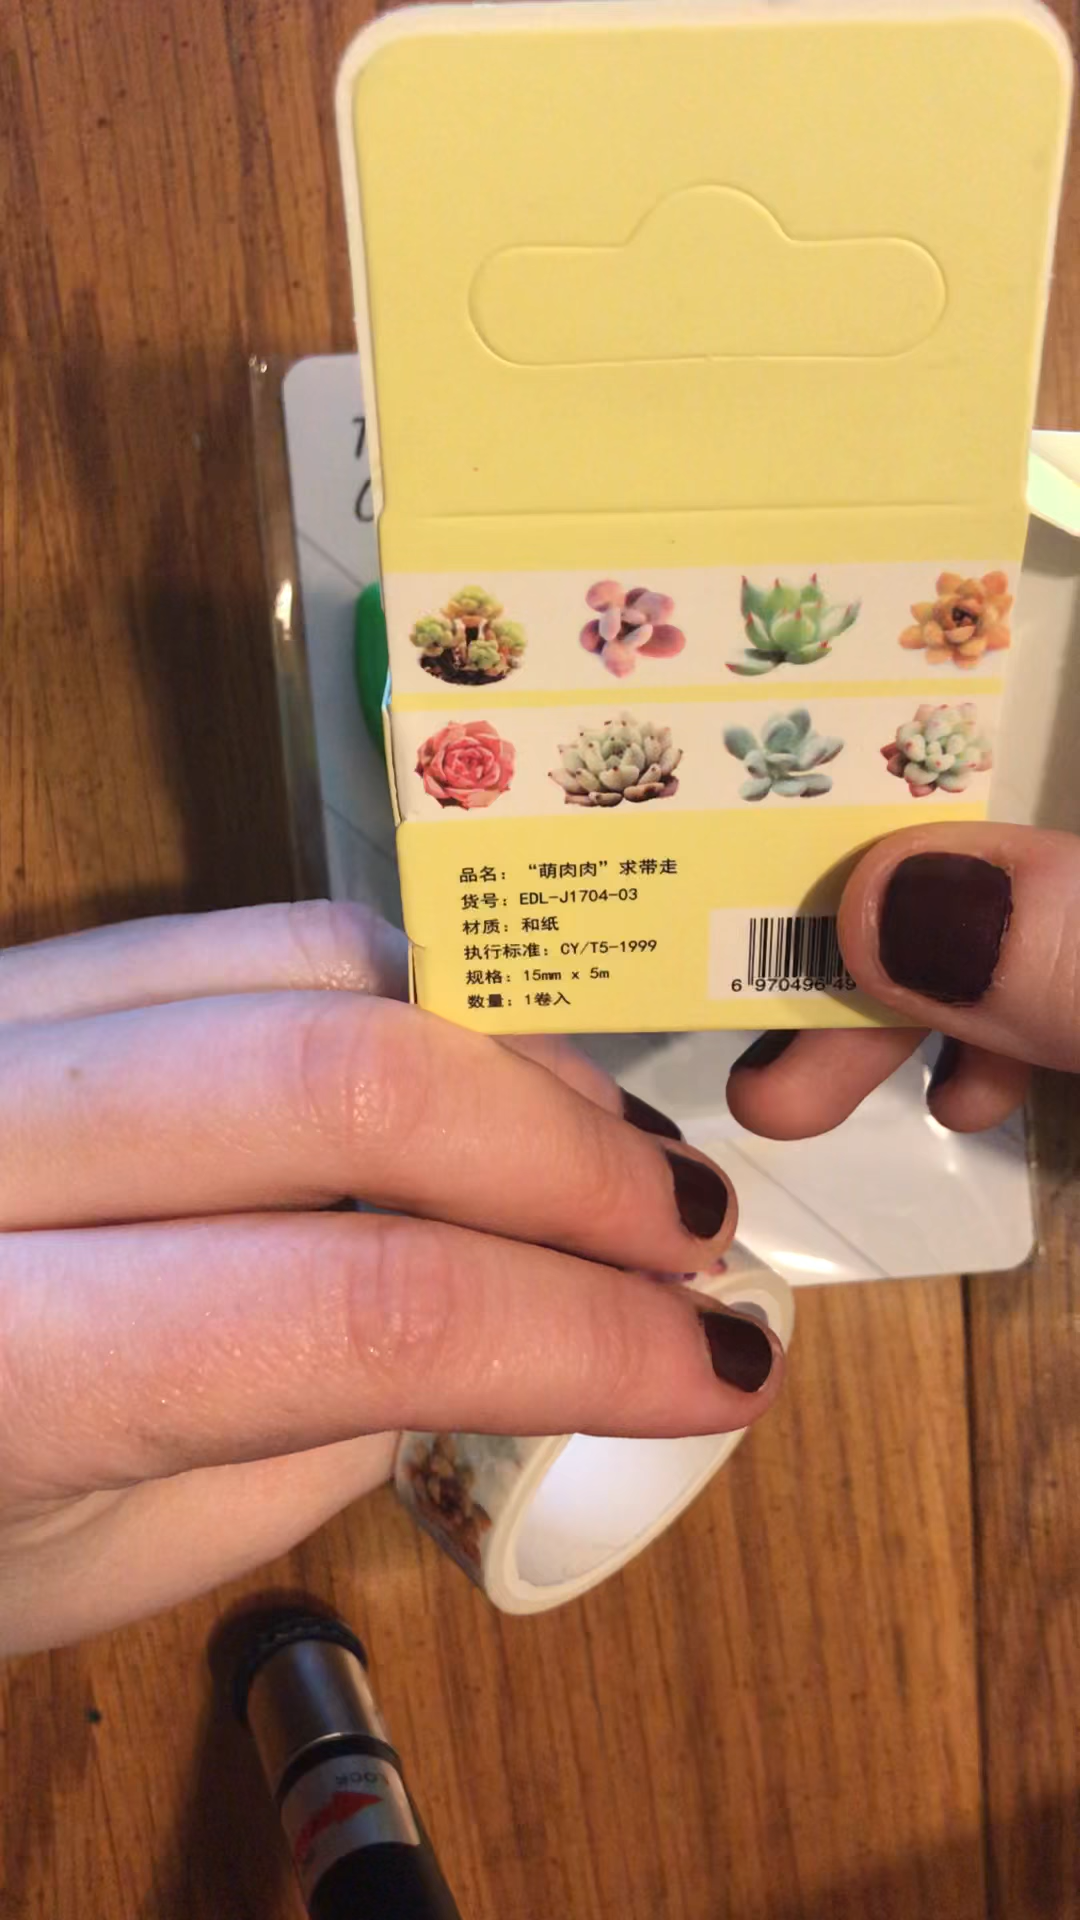 品名： “萌肉肉” 求带走
货号：EDL-J1704-03
材质：和纸
执行标准：CY/T5-1999
规格：15mm x 5m
数量：1卷入
6 970496 49
LOCK